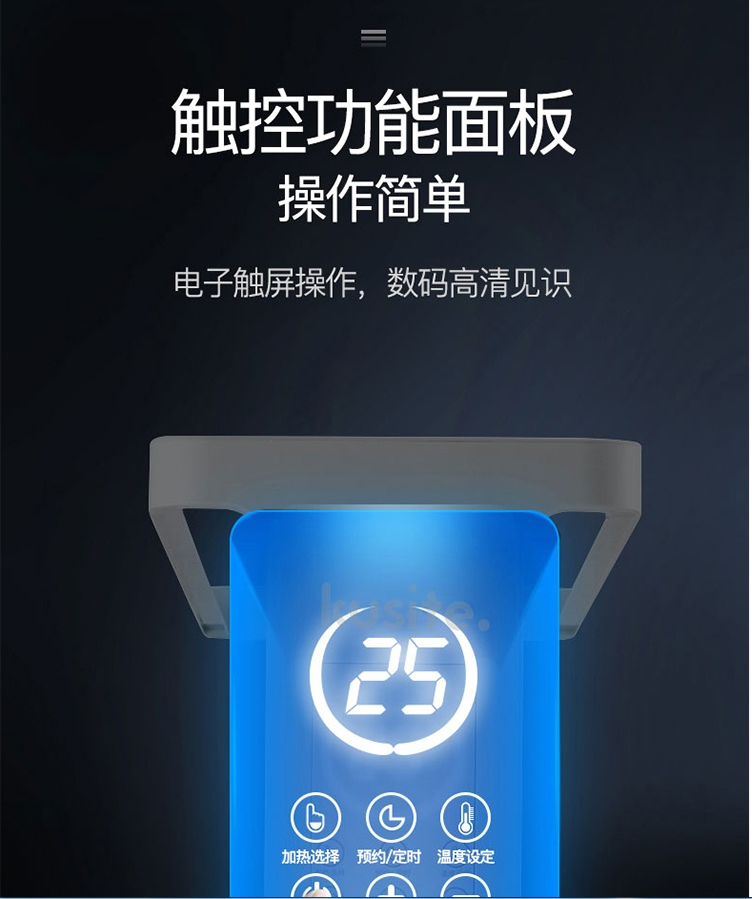 触控功能面板
操作简单
电子触屏操作，数码高清见识
kusite.
25
加热选择 预约/定时 温度设定